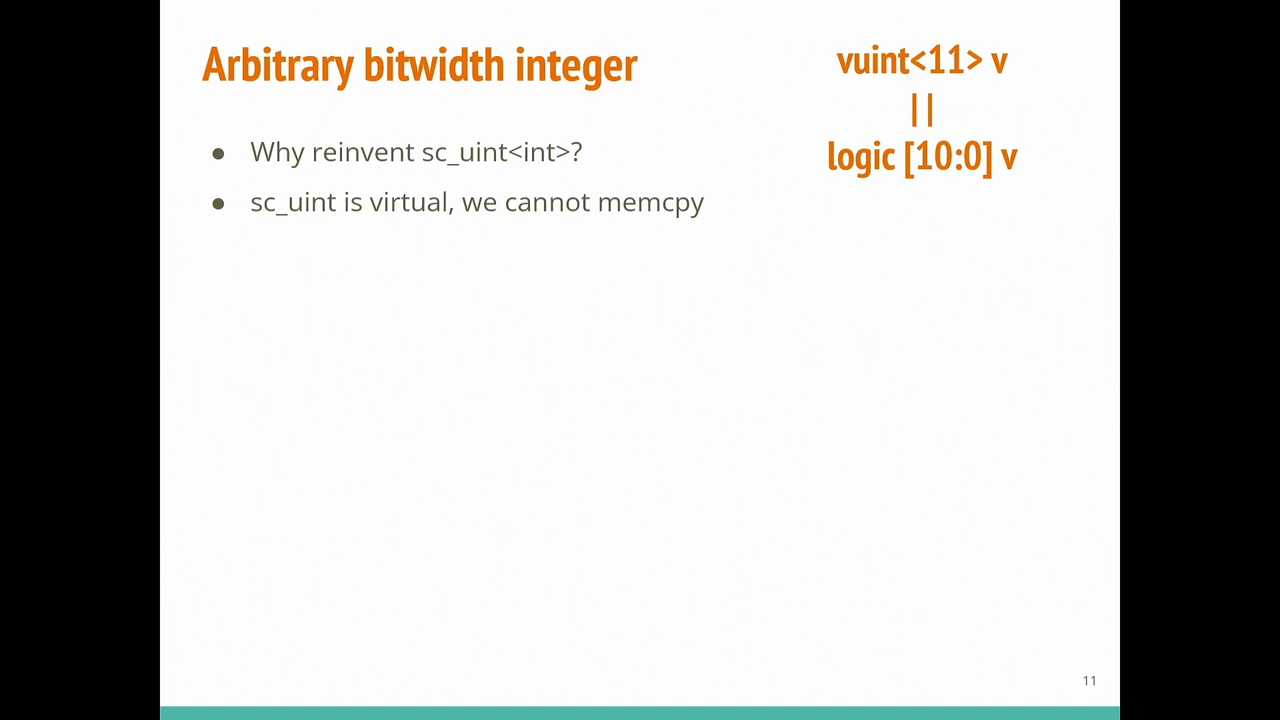 Arbitrary bitwidth integer
vuint<11> v
||
logic [10:0] v
● Why reinvent sc_uint<int>?
● sc_uint is virtual, we cannot memcpy
11